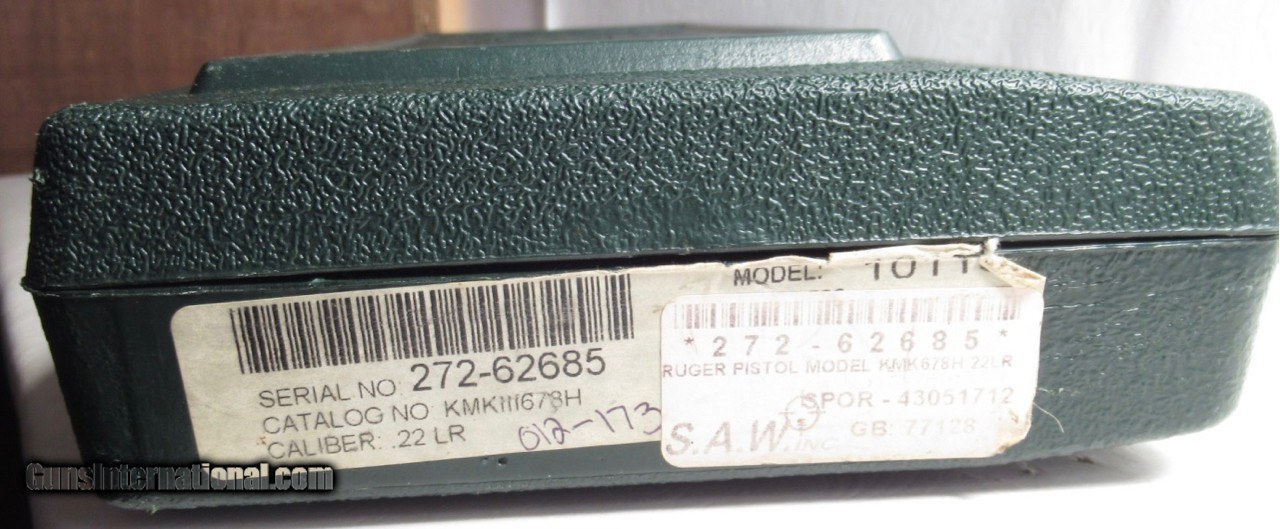 SERIAL NO: 272-62685
CATALOG NO KMKIII678H
CALIBER: .22 LR
012-173
MODEL: 1011
*272-62685*
RUGER PISTOL MODEL KMK678H 22LR
SPOR - 43051712
S.A.W. INC.
GB: 77128
GunsInternational.com